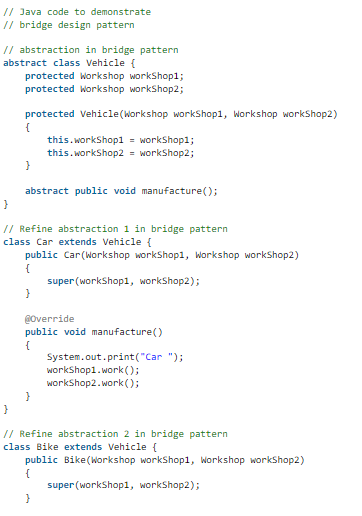 // Java code to demonstrate
// bridge design pattern
// abstraction in bridge pattern
abstract class Vehicle {
protected Workshop workShop1;
protected Workshop workShop2;
protected Vehicle(Workshop workShop1, Workshop workShop2)
{
this.workShop1 = workShop1;
this.workShop2 = workShop2;
}
abstract public void manufacture();
}
// Refine abstraction 1 in bridge pattern
class Car extends Vehicle {
public Car(Workshop workShop1, Workshop workShop2)
{
super(workShop1, workShop2);
}
@Override
public void manufacture()
{
System.out.print("Car ");
workShop1.work();
workShop2.work();
}
}
// Refine abstraction 2 in bridge pattern
class Bike extends Vehicle {
public Bike(Workshop workShop1, Workshop workShop2)
{
super(workShop1, workShop2);
}